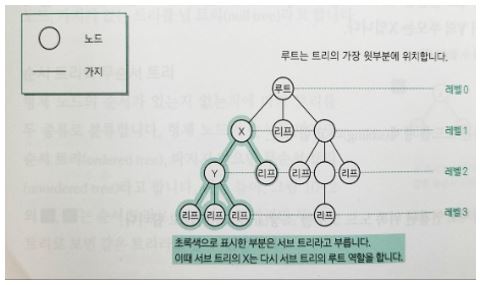 노드
가지
루트는 트리의 가장 윗부분에 위치합니다.
루트
레벨 0
X
리프
레벨 1
Y
리프
리프
리프
레벨 2
리프
리프
리프
리프
레벨 3
초록색으로 표시한 부분은 서브 트리라고 부릅니다.
이때 서브 트리의 X는 다시 서브 트리의 루트 역할을 합니다.